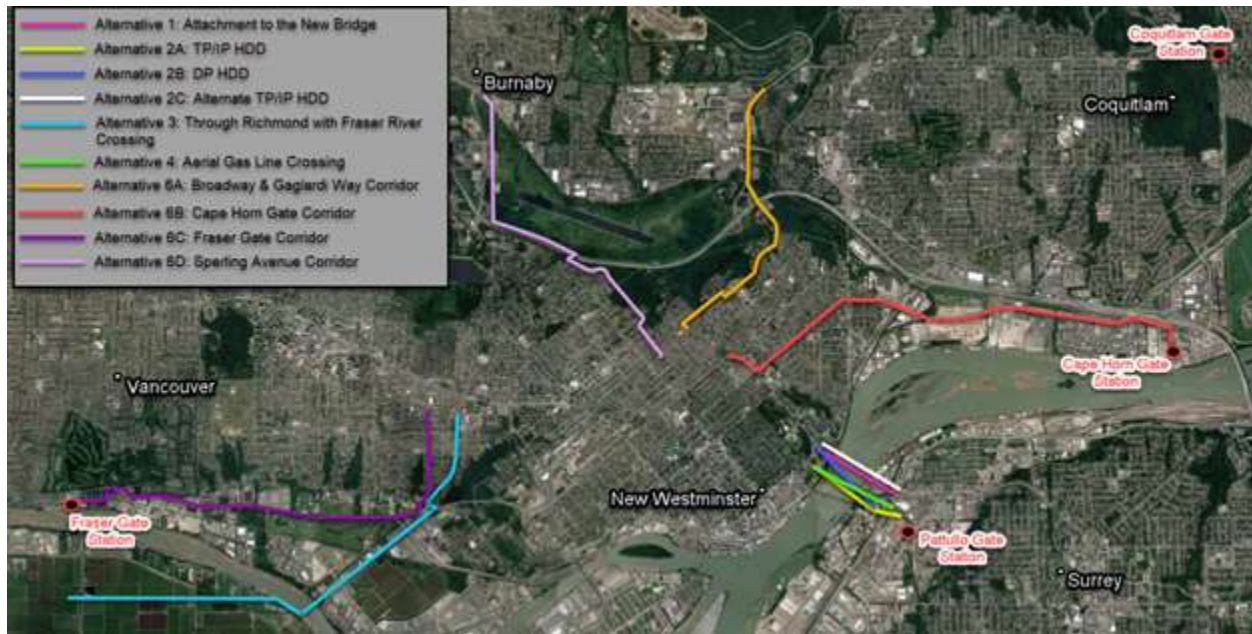 Alternative 1: Attachment to the New Bridge
Alternative 2A: TP/IP HDD
Alternative 2B: DP HDD
Alternative 2C: Alternate TP/IP HDD
Alternative 3: Through Richmond with Fraser River
Crossing
Alternative 4: Aerial Gas Line Crossing
Alternative 6A: Broadway & Gaglardi Way Corridor
Alternative 6B: Cape Horn Gate Corridor
Alternative 6C: Fraser Gate Corridor
Alternative 6D: Sperling Avenue Corridor
Coquitlam Gate
Station
Burnaby
Coquitlam
Vancouver
Cape Horn Gate
Station
New Westminster
Fraser Gate
Station
Pattullo Gate
Station
Surrey